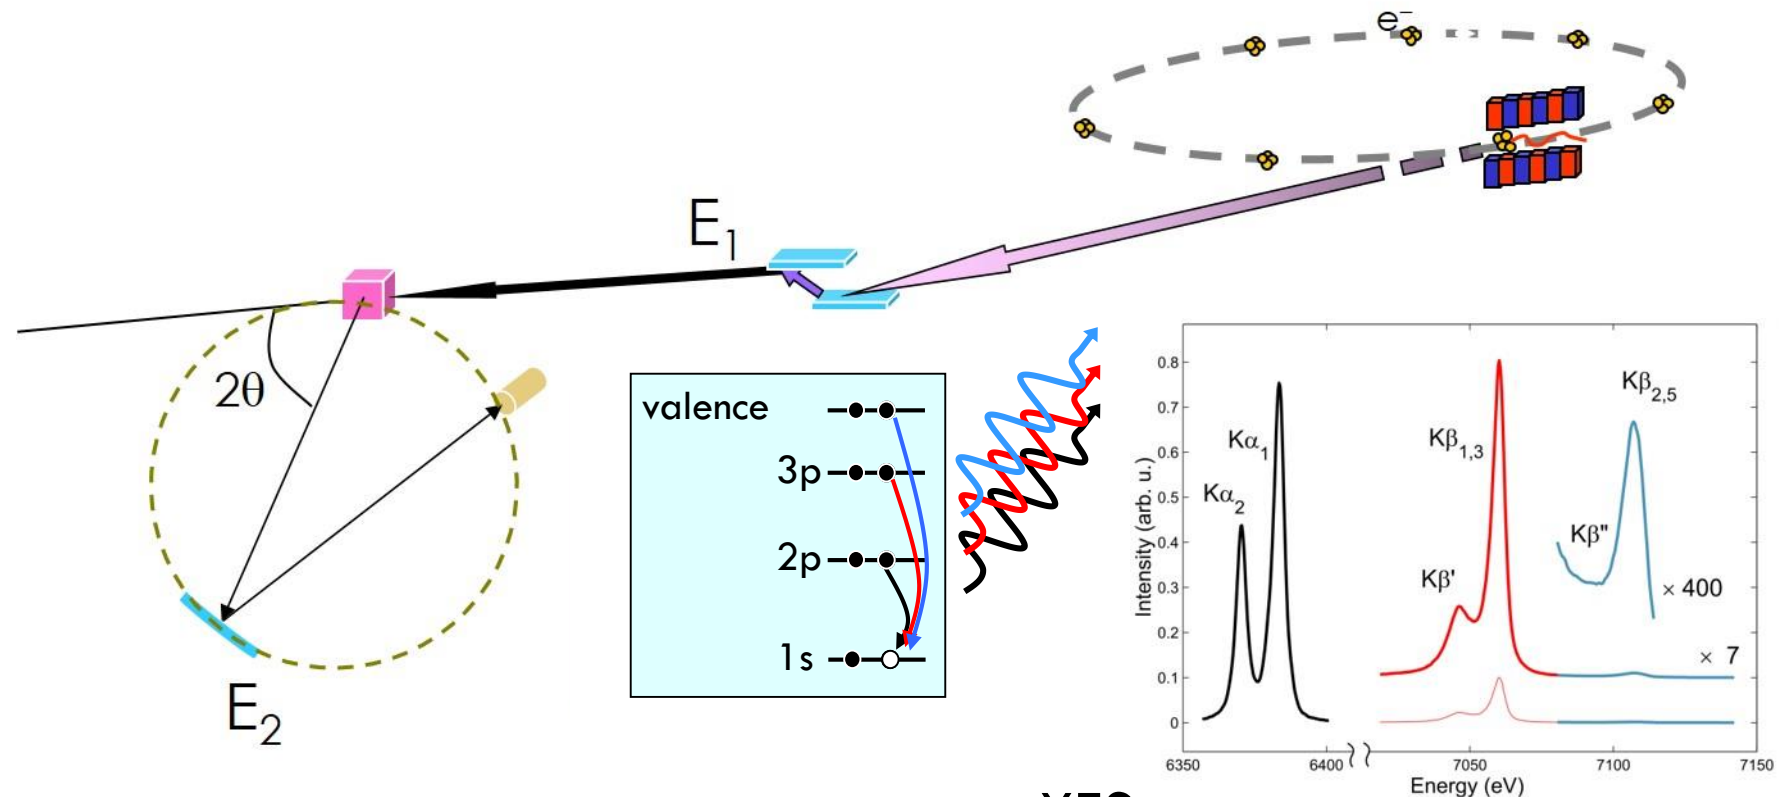 e⁻
E₁
2θ
E₂
valence
3p
2p
1s
Intensity (arb. u.)
0.8
0.7
0.6
0.5
0.4
0.3
0.2
0.1
0
Kα₁
Kα₂
Kβ₁,₃
Kβ'
Kβ₂,₅
Kβ"
× 400
× 7
6350
6400
7050
7100
7150
Energy (eV)